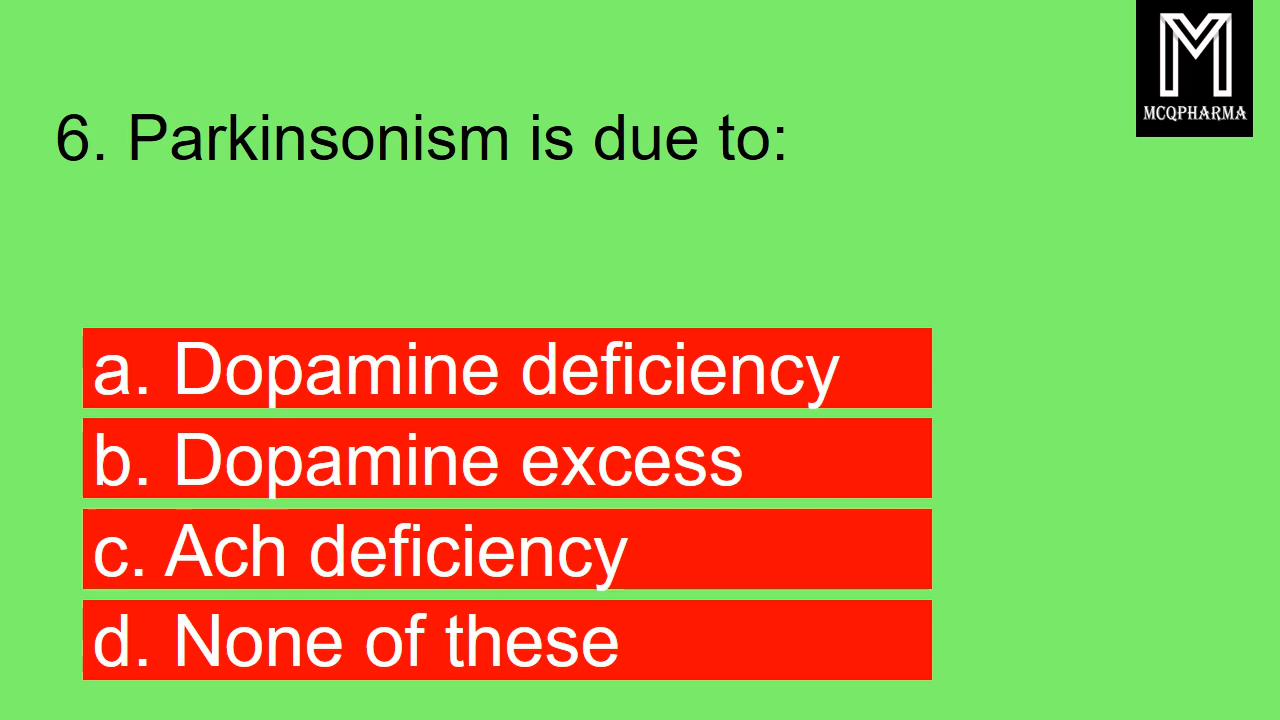 M
MCQPHARMA
6. Parkinsonism is due to:
a. Dopamine deficiency
b. Dopamine excess
c. Ach deficiency
d. None of these